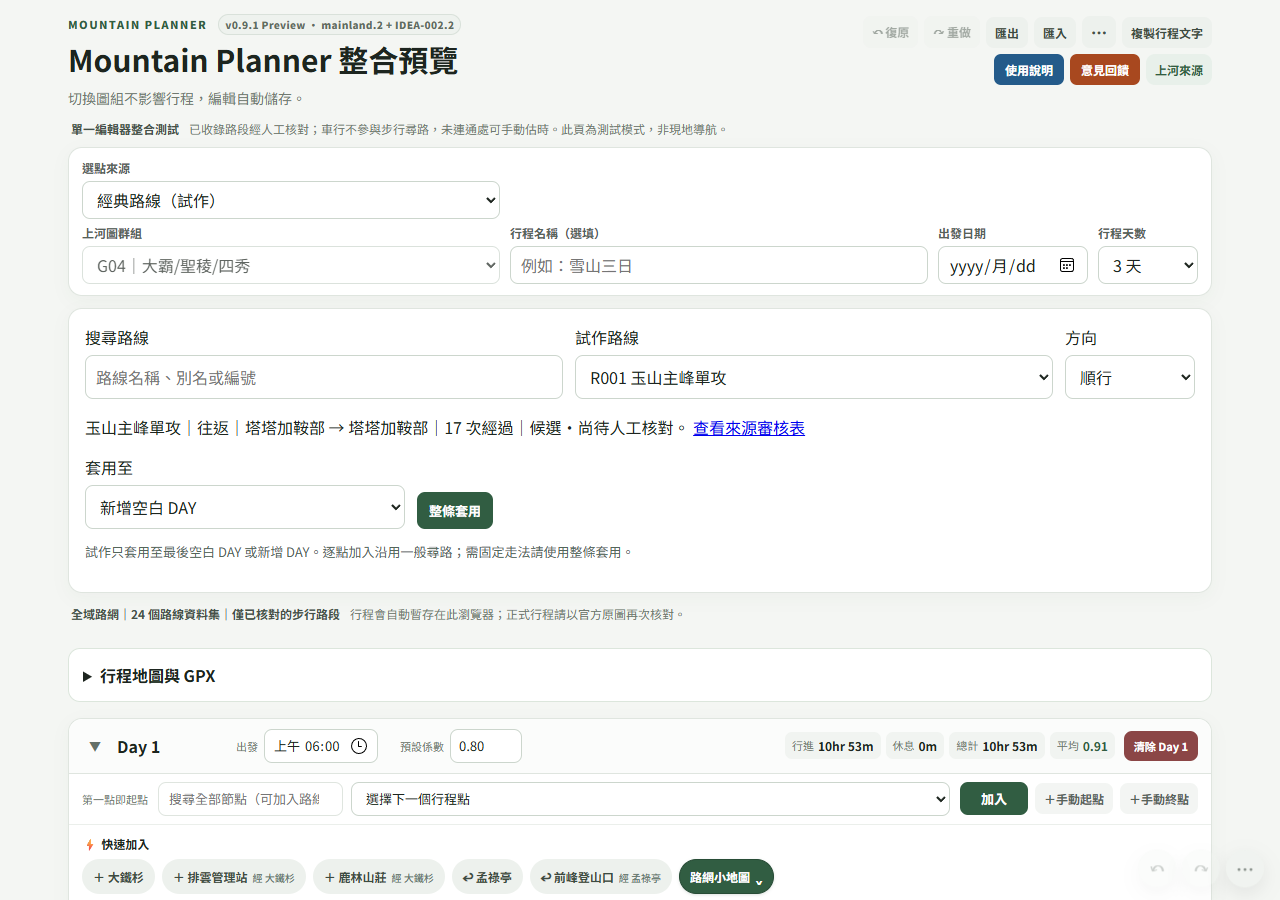 MOUNTAIN PLANNER v0.9.1 Preview · mainland.2 + IDEA-002.2
↶復原 ↷重做 匯出 匯入 ••• 複製行程文字
Mountain Planner 整合預覽
使用說明 意見回饋 上河來源
切換圖組不影響行程，編輯自動儲存。
單一編輯器整合測試 已收錄路段經人工核對；車行不參與步行尋路，未連通處可手動估時。此頁為測試模式，非現地導航。
選點來源
經典路線（試作）
上河圖群組 行程名稱（選填） 出發日期 行程天數
G04｜大霸/聖稜/四秀 例如：雪山三日 yyyy/月/dd 3 天
搜尋路線 試作路線 方向
路線名稱、別名或編號 R001 玉山主峰單攻 順行
玉山主峰單攻｜往返｜塔塔加鞍部 → 塔塔加鞍部｜17 次經過｜候選・尚待人工核對。 查看來源審核表
套用至
新增空白 DAY 整條套用
試作只套用至最後空白 DAY 或新增 DAY。逐點加入沿用一般尋路；需固定走法請使用整條套用。
全域路網｜24 個路線資料集｜僅已核對的步行路段 行程會自動暫存在此瀏覽器；正式行程請以官方原圖再次核對。
▶ 行程地圖與 GPX
▼ Day 1 出發 上午 06:00 預設係數 0.80 行進 10hr 53m 休息 0m 總計 10hr 53m 平均 0.91 清除 Day 1
第一點即起點 搜尋全部節點（可加入路線 選擇下一個行程點 加入 ＋手動起點 ＋手動終點
快速加入
＋ 大鐵杉 ＋ 排雲管理站 經 大鐵杉 ＋ 鹿林山莊 經 大鐵杉 ↩ 孟祿亭 ↩ 前峰登山口 經 孟祿亭 路網小地圖 ⌄ ↶ ↷ •••